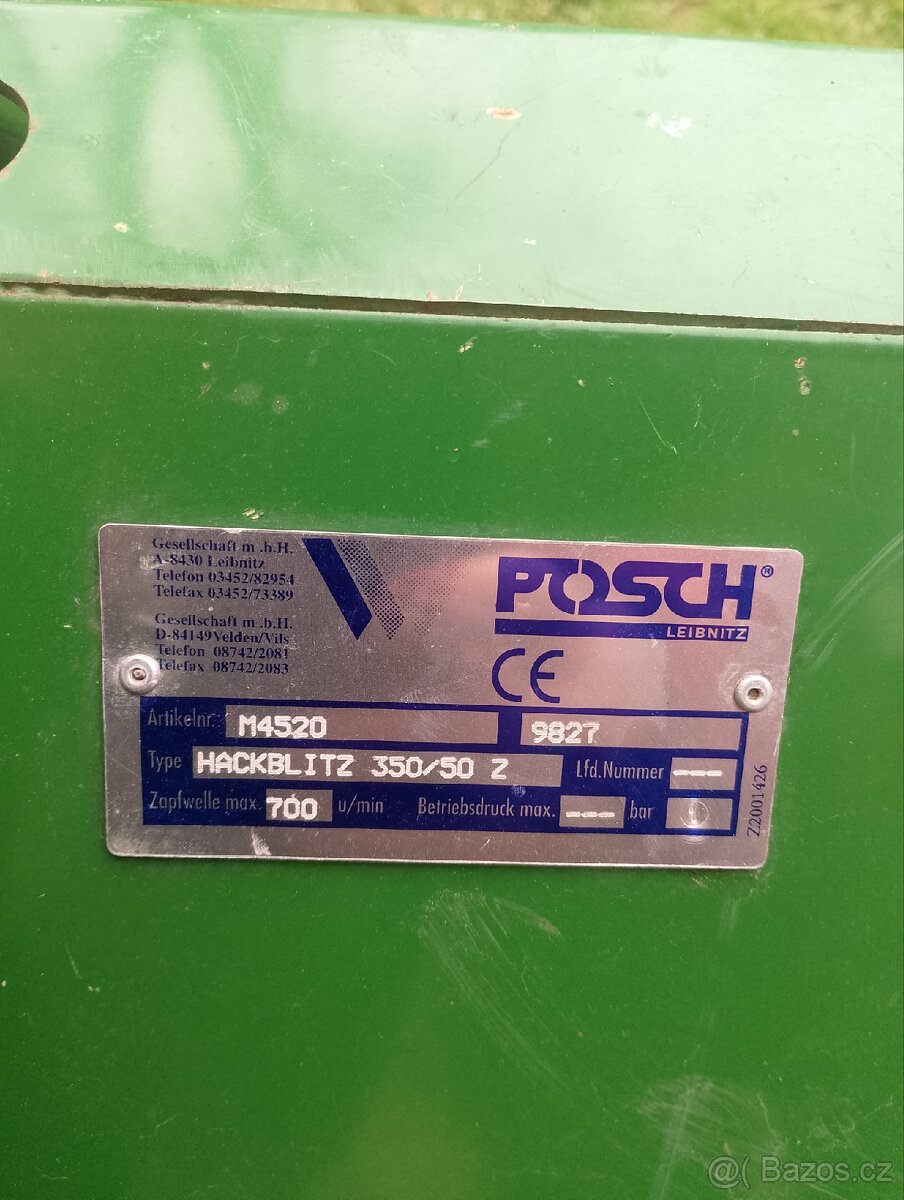 Gesellschaft m .b.H.
A-8430 Leibnitz
Telefon 03452/82954
Telefax 03452/73389
Gesellschaft m .b.H.
D-84149Velden/Vils
Telefon 08742/2081
Telefax 08742/2083
POSCH®
LEIBNITZ
CE
Artikelnr.: M4520 9827
Type HACKBLITZ 350/50 Z Lfd.Nummer ---
Zapfwelle max. 700 u/min Betriebsdruck max. --- bar
Z2001426
@( Bazos.cz